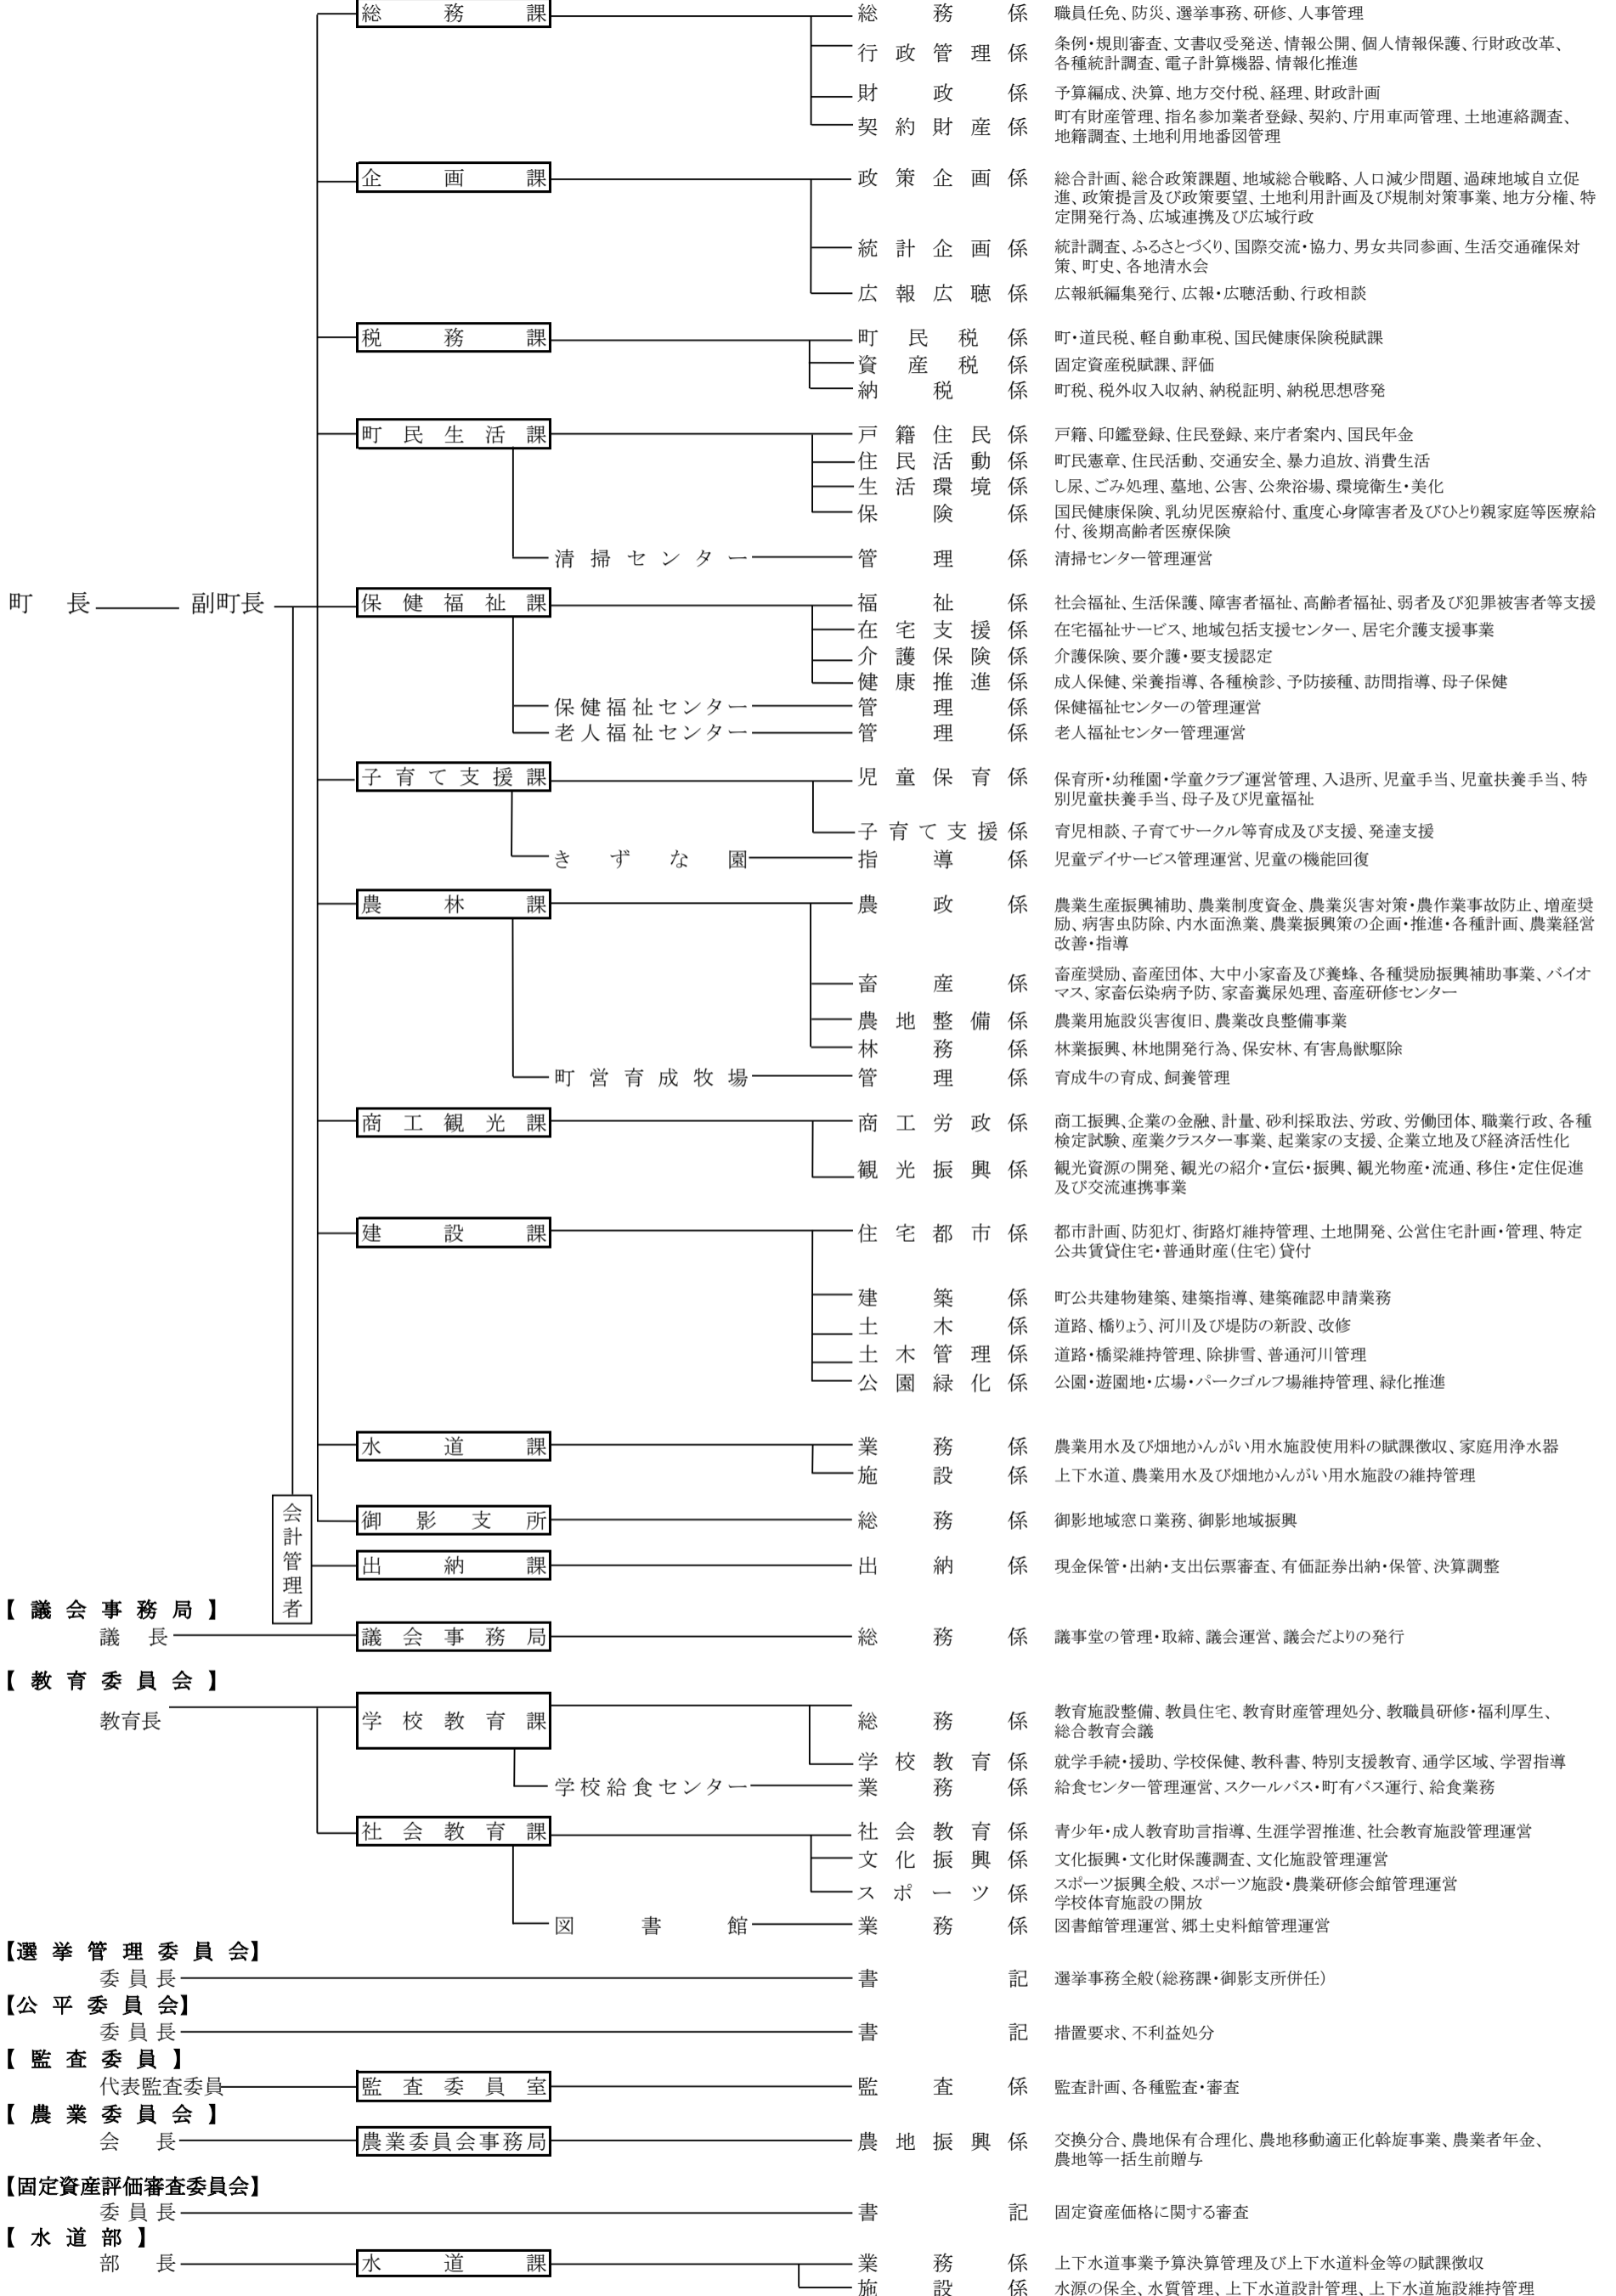 総務課 総務係 職員任免、防災、選挙事務、研修、人事管理
行政管理係 条例・規則審査、文書収受発送、情報公開、個人情報保護、行財政改革、
各種統計調査、電子計算機器、情報化推進
財政係 予算編成、決算、地方交付税、経理、財政計画
契約財産係 町有財産管理、指名参加業者登録、契約、庁用車両管理、土地連絡調査、
地籍調査、土地利用地番図管理
企画課 政策企画係 総合計画、総合政策課題、地域総合戦略、人口減少問題、過疎地域自立促
進、政策提言及び政策要望、土地利用計画及び規制対策事業、地方分権、特
定開発行為、広域連携及び広域行政
統計企画係 統計調査、ふるさとづくり、国際交流・協力、男女共同参画、生活交通確保対
策、町史、各地清水会
広報広聴係 広報紙編集発行、広報・広聴活動、行政相談
税務課 町民税係 町・道民税、軽自動車税、国民健康保険税賦課
資産税係 固定資産税賦課、評価
納税係 町税、税外収入収納、納税証明、納税思想啓発
町民生活課 戸籍住民係 戸籍、印鑑登録、住民登録、来庁者案内、国民年金
住民活動係 町民憲章、住民活動、交通安全、暴力追放、消費生活
生活環境係 し尿、ごみ処理、墓地、公害、公衆浴場、環境衛生・美化
保険係 国民健康保険、乳幼児医療給付、重度心身障害者及びひとり親家庭等医療給
付、後期高齢者医療保険
清掃センター 管理係 清掃センター管理運営
町長 副町長 保健福祉課 福祉係 社会福祉、生活保護、障害者福祉、高齢者福祉、弱者及び犯罪被害者等支援
在宅支援係 在宅福祉サービス、地域包括支援センター、居宅介護支援事業
介護保険係 介護保険、要介護・要支援認定
健康推進係 成人保健、栄養指導、各種検診、予防接種、訪問指導、母子保健
保健福祉センター 管理係 保健福祉センターの管理運営
老人福祉センター 管理係 老人福祉センター管理運営
子育て支援課 児童保育係 保育所・幼稚園・学童クラブ運営管理、入退所、児童手当、児童扶養手当、特
別児童扶養手当、母子及び児童福祉
子育て支援係 育児相談、子育てサークル等育成及び支援、発達支援
きずな園 指導係 児童デイサービス管理運営、児童の機能回復
農林課 農政係 農業生産振興補助、農業制度資金、農業災害対策・農作業事故防止、増産奨
励、病害虫防除、内水面漁業、農業振興策の企画・推進・各種計画、農業経営
改善・指導
畜産係 畜産奨励、畜産団体、大中小家畜及び養蜂、各種奨励振興補助事業、バイオ
マス、家畜伝染病予防、家畜糞尿処理、畜産研修センター
農地整備係 農業用施設災害復旧、農業改良整備事業
林務係 林業振興、林地開発行為、保安林、有害鳥獣駆除
町営育成牧場 管理係 育成牛の育成、飼養管理
商工観光課 商工労政係 商工振興、企業の金融、計量、砂利採取法、労政、労働団体、職業行政、各種
検定試験、産業クラスター事業、起業家の支援、企業立地及び経済活性化
観光振興係 観光資源の開発、観光の紹介・宣伝・振興、観光物産・流通、移住・定住促進
及び交流連携事業
建設課 住宅都市係 都市計画、防犯灯、街路灯維持管理、土地開発、公営住宅計画・管理、特定
公共賃貸住宅・普通財産(住宅)貸付
建築係 町公共建物建築、建築指導、建築確認申請業務
土木係 道路、橋りょう、河川及び堤防の新設、改修
土木管理係 道路・橋梁維持管理、除排雪、普通河川管理
公園緑化係 公園・遊園地・広場・パークゴルフ場維持管理、緑化推進
水道課 業務係 農業用水及び畑地かんがい用水施設使用料の賦課徴収、家庭用浄水器
施設係 上下水道、農業用水及び畑地かんがい用水施設の維持管理
会計管理者
御影支所 総務係 御影地域窓口業務、御影地域振興
出納課 出納係 現金保管・出納・支出伝票審査、有価証券出納・保管、決算調整
【議会事務局】
議長 議会事務局 総務係 議事堂の管理・取締、議会運営、議会だよりの発行
【教育委員会】
教育長 学校教育課 総務係 教育施設整備、教員住宅、教育財産管理処分、教職員研修・福利厚生、
総合教育会議
学校教育係 就学手続・援助、学校保健、教科書、特別支援教育、通学区域、学習指導
学校給食センター 業務係 給食センター管理運営、スクールバス・町有バス運行、給食業務
社会教育課 社会教育係 青少年・成人教育助言指導、生涯学習推進、社会教育施設管理運営
文化振興係 文化振興・文化財保護調査、文化施設管理運営
スポーツ係 スポーツ振興全般、スポーツ施設・農業研修会館管理運営
学校体育施設の開放
図書館 業務係 図書館管理運営、郷土史料館管理運営
【選挙管理委員会】
委員長 書記 選挙事務全般(総務課・御影支所併任)
【公平委員会】
委員長 書記 措置要求、不利益処分
【監査委員】
代表監査委員 監査委員室 監査係 監査計画、各種監査・審査
【農業委員会】
会長 農業委員会事務局 農地振興係 交換分合、農地保有合理化、農地移動適正化斡旋事業、農業者年金、
農地等一括生前贈与
【固定資産評価審査委員会】
委員長 書記 固定資産価格に関する審査
【水道部】
部長 水道課 業務係 上下水道事業予算決算管理及び上下水道料金等の賦課徴収
施設係 水源の保全、水質管理、上下水道設計管理、上下水道施設維持管理